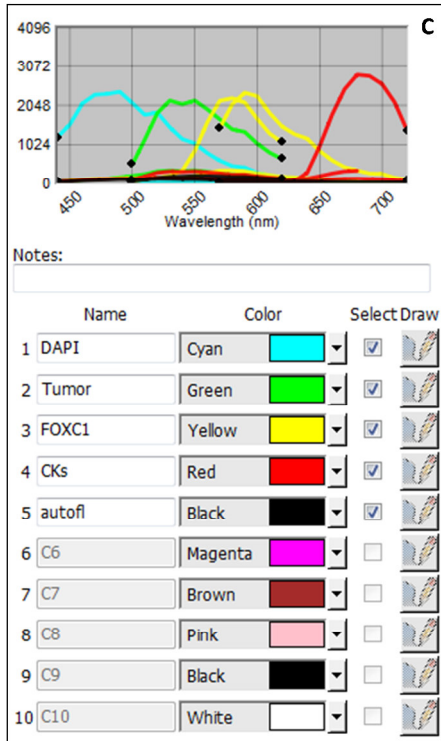 C
4096
3072
2048
1024
0
450 500 550 600 650 700
Wavelength (nm)
Notes:
Name Color Select Draw
1 DAPI Cyan
2 Tumor Green
3 FOXC1 Yellow
4 CKs Red
5 autofl Black
6 C6 Magenta
7 C7 Brown
8 C8 Pink
9 C9 Black
10 C10 White